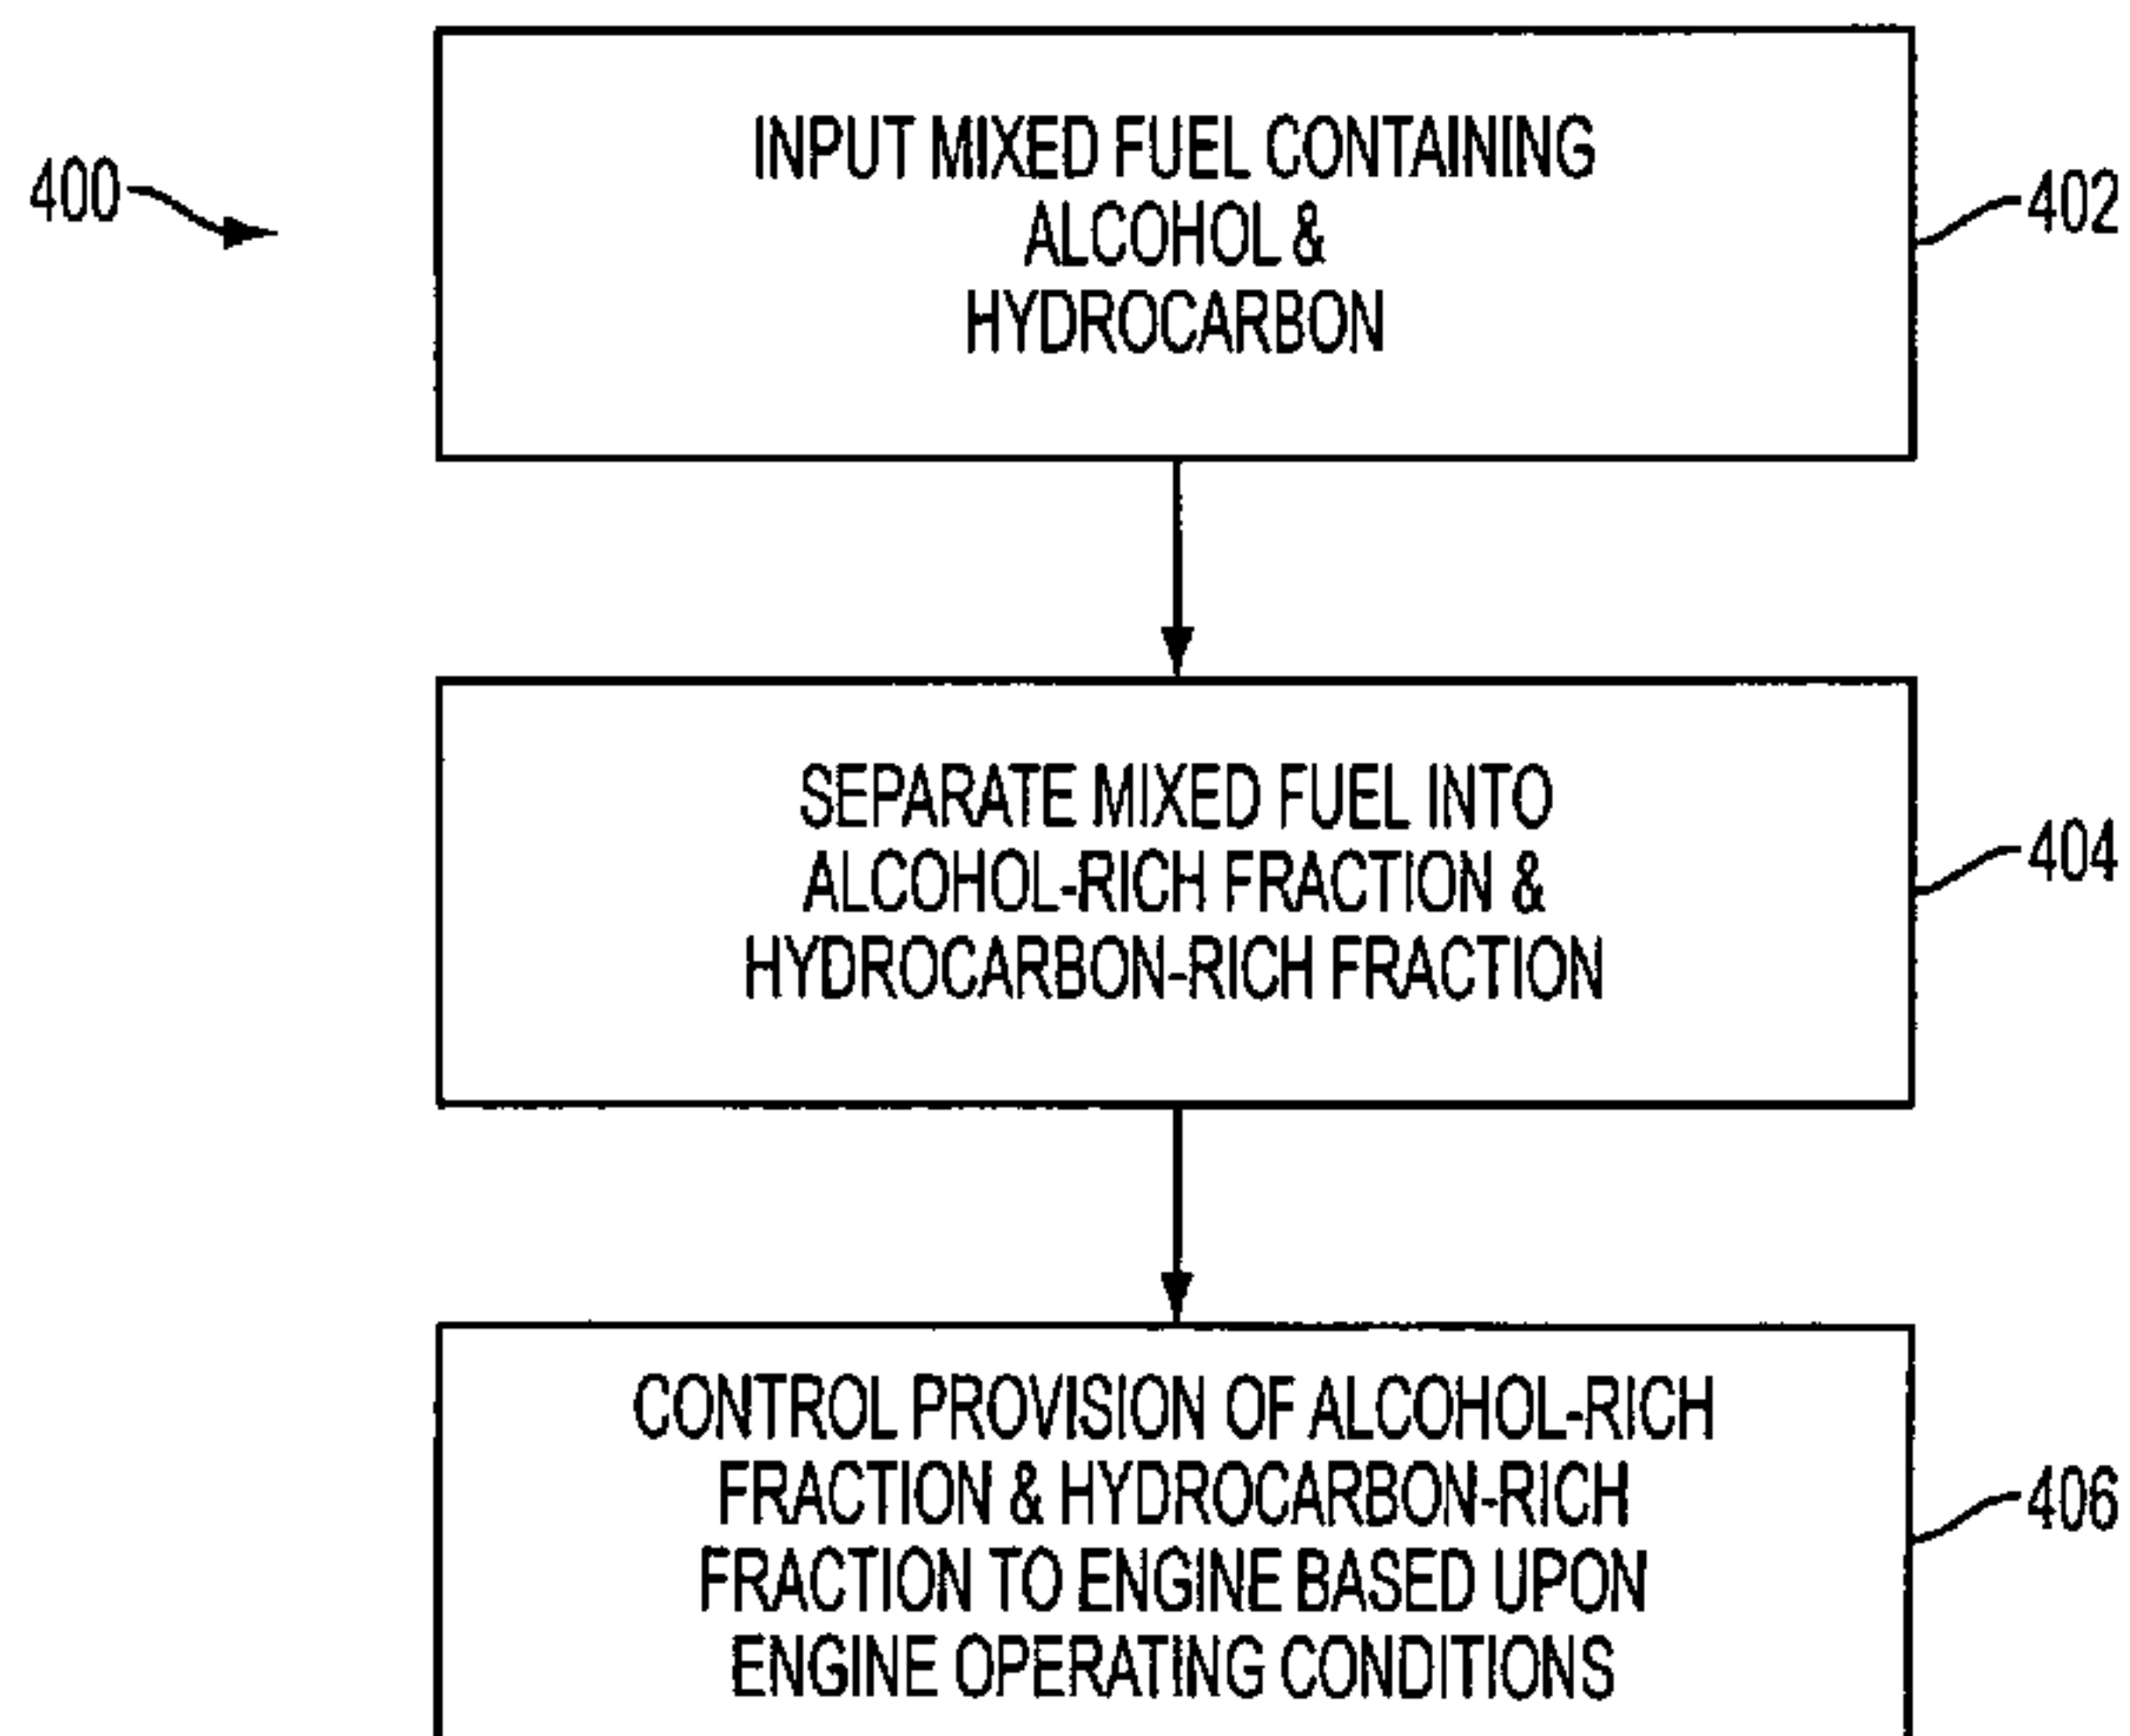 400
INPUT MIXED FUEL CONTAINING
ALCOHOL &
HYDROCARBON
402
SEPARATE MIXED FUEL INTO
ALCOHOL-RICH FRACTION &
HYDROCARBON-RICH FRACTION
404
CONTROL PROVISION OF ALCOHOL-RICH
FRACTION & HYDROCARBON-RICH
FRACTION TO ENGINE BASED UPON
ENGINE OPERATING CONDITIONS
406